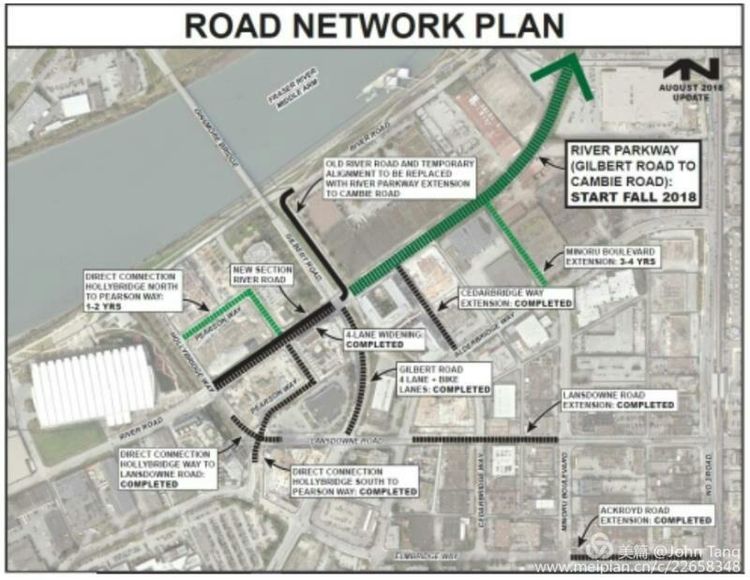 ROAD NETWORK PLAN
AUGUST 2018
UPDATE
FRASER RIVER
MIDDLE ARM
DINSMORE BRIDGE
RIVER ROAD
OLD RIVER ROAD AND TEMPORARY
ALIGNMENT TO BE REPLACED
WITH RIVER PARKWAY EXTENSION
TO CAMBIE ROAD
RIVER PARKWAY
(GILBERT ROAD TO
CAMBIE ROAD):
START FALL 2018
GILBERT ROAD
MINORU BOULEVARD
EXTENSION: 3-4 YRS
DIRECT CONNECTION
HOLLYBRIDGE NORTH
TO PEARSON WAY:
1-2 YRS
NEW SECTION
RIVER ROAD
CEDARBRIDGE WAY
EXTENSION: COMPLETED
PEARSON WAY
ALDERBRIDGE WAY
4-LANE WIDENING:
COMPLETED
HOLLYBRIDGE WAY
GILBERT ROAD
4 LANE + BIKE
LANES: COMPLETED
PEARSON WAY
LANSDOWNE ROAD
EXTENSION: COMPLETED
RIVER ROAD
LANSDOWNE ROAD
DIRECT CONNECTION
HOLLYBRIDGE WAY TO
LANSDOWNE ROAD:
COMPLETED
DIRECT CONNECTION
HOLLYBRIDGE SOUTH TO
PEARSON WAY: COMPLETED
CEDARBRIDGE WAY
MINORU BOULEVARD
NO 3 ROAD
ACKROYD ROAD
EXTENSION: COMPLETED
ELMBRIDGE WAY
美篇 @John Tang
www.meipian.cn/c/22658348